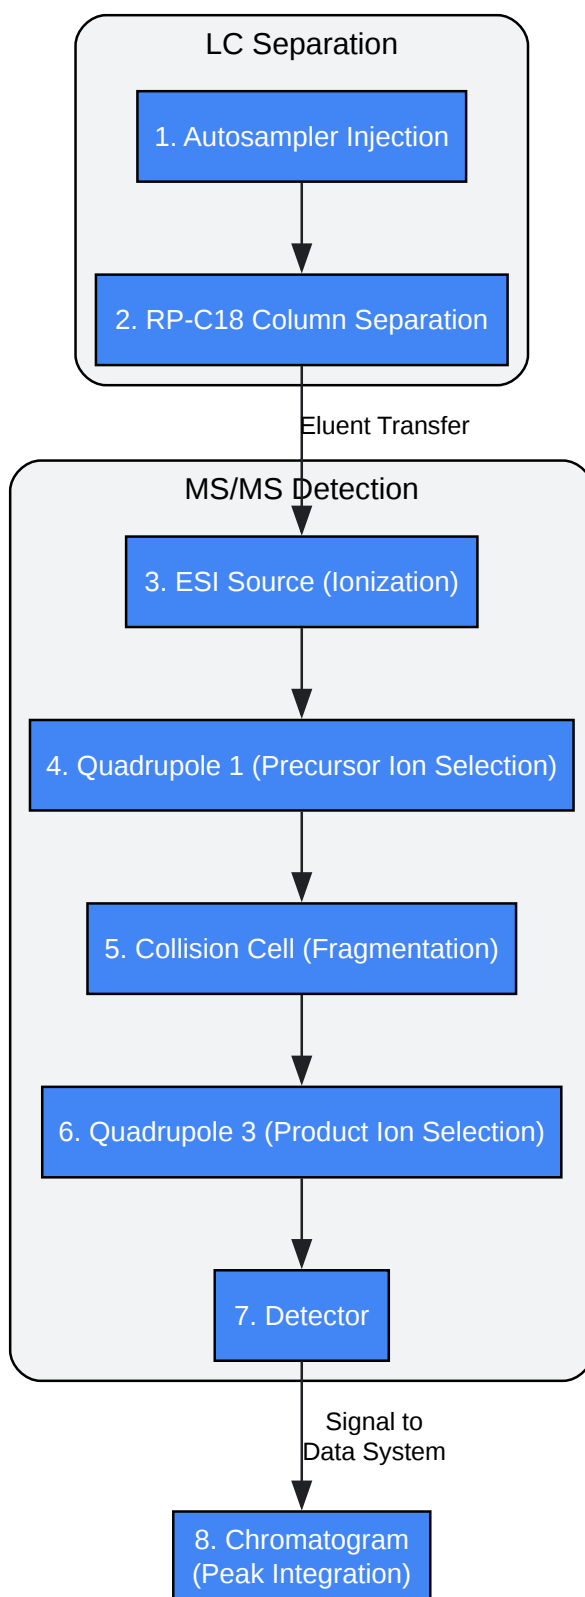 LC Separation
1. Autosampler Injection
2. RP-C18 Column Separation
Eluent Transfer
MS/MS Detection
3. ESI Source (Ionization)
4. Quadrupole 1 (Precursor Ion Selection)
5. Collision Cell (Fragmentation)
6. Quadrupole 3 (Product Ion Selection)
7. Detector
Signal to
Data System
8. Chromatogram
(Peak Integration)